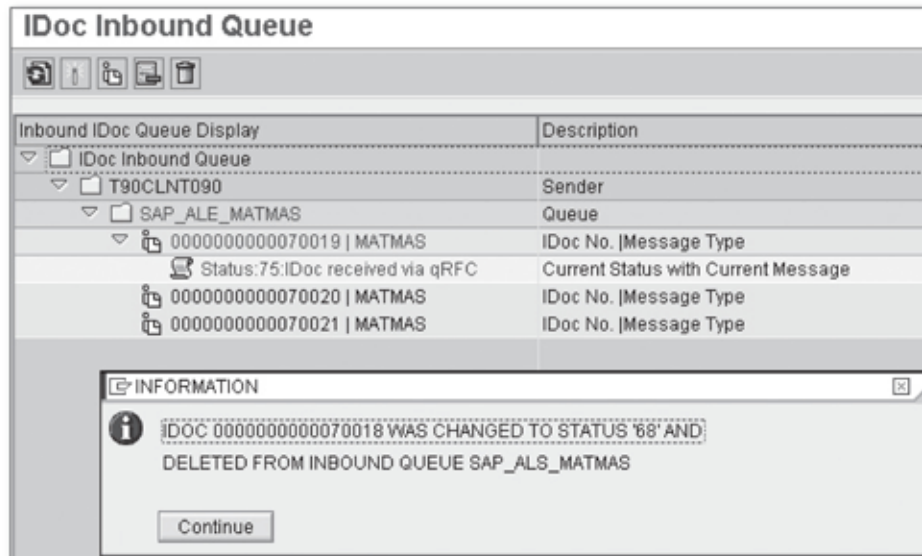 IDoc Inbound Queue
Inbound IDoc Queue Display Description
IDoc Inbound Queue
T90CLNT090 Sender
SAP_ALE_MATMAS Queue
0000000000070019 | MATMAS IDoc No. |Message Type
Status:75:IDoc received via qRFC Current Status with Current Message
0000000000070020 | MATMAS IDoc No. |Message Type
0000000000070021 | MATMAS IDoc No. |Message Type
INFORMATION
IDOC 0000000000070018 WAS CHANGED TO STATUS '68' AND
DELETED FROM INBOUND QUEUE SAP_ALS_MATMAS
Continue